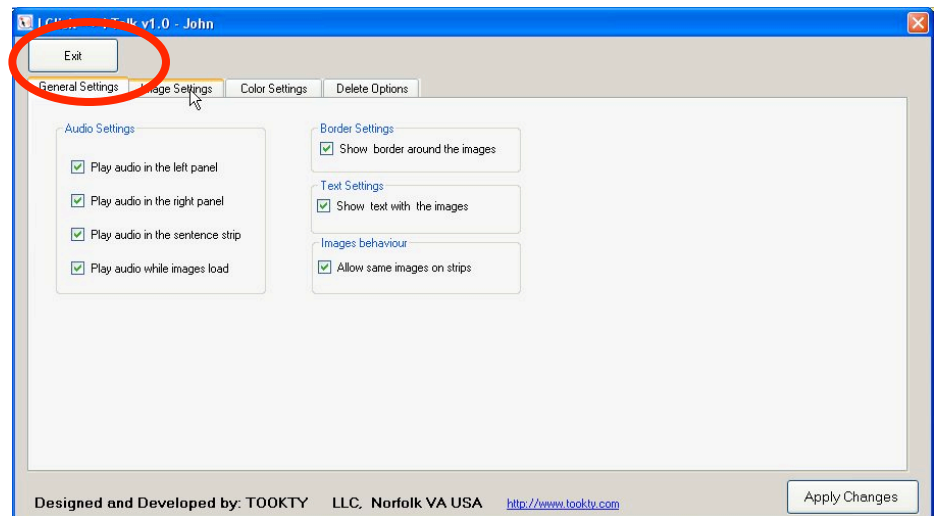 Talk v1.0 - John
Exit
General Settings Image Settings Color Settings Delete Options
Audio Settings
Play audio in the left panel
Play audio in the right panel
Play audio in the sentence strip
Play audio while images load
Border Settings
Show border around the images
Text Settings
Show text with the images
Images behaviour
Allow same images on strips
Designed and Developed by: TOOKTY LLC, Norfolk VA USA http://www.tookty.com
Apply Changes